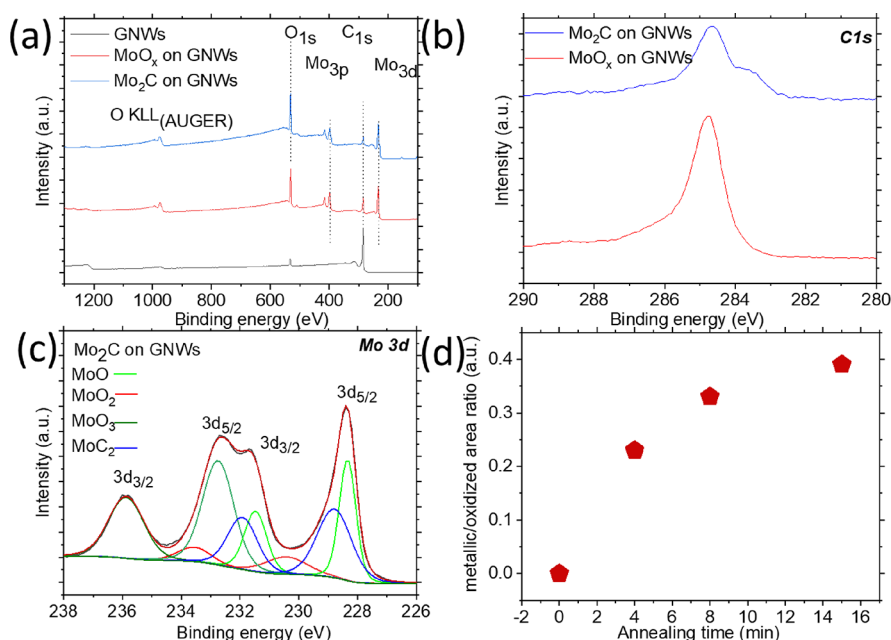 (a)
GNWs
MoOₓ on GNWs
Mo₂C on GNWs
O₁ₛ
C₁ₛ
Mo₃ₚ
Mo₃d
O KLL(AUGER)
Intensity (a.u.)
1200 1000 800 600 400 200
Binding energy (eV)
(b)
Mo₂C on GNWs
MoOₓ on GNWs
C1s
Intensity (a.u.)
290 288 286 284 282 280
Binding energy (eV)
(c)
Mo₂C on GNWs
MoO
MoO₂
MoO₃
MoC₂
Mo 3d
3d₃/₂
3d₅/₂
3d₃/₂
3d₅/₂
Intensity (a.u.)
238 236 234 232 230 228 226
Binding energy (eV)
(d)
metallic/oxidized area ratio (a.u.)
0.4
0.3
0.2
0.1
0.0
-2 0 2 4 6 8 10 12 14 16
Annealing time (min)